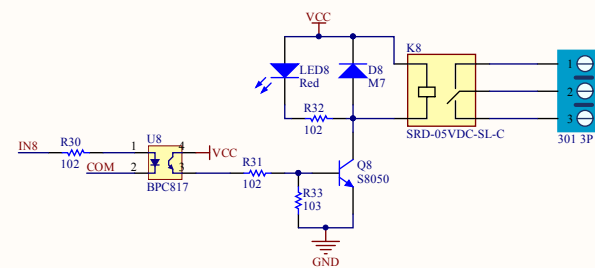 VCC
K8
LED8
Red
D8
M7
1
2
3
R32
102
SRD-05VDC-SL-C
301 3P
U8
IN8
R30
102
1
4
VCC
COM
2
3
BPC817
R31
102
Q8
S8050
R33
103
GND